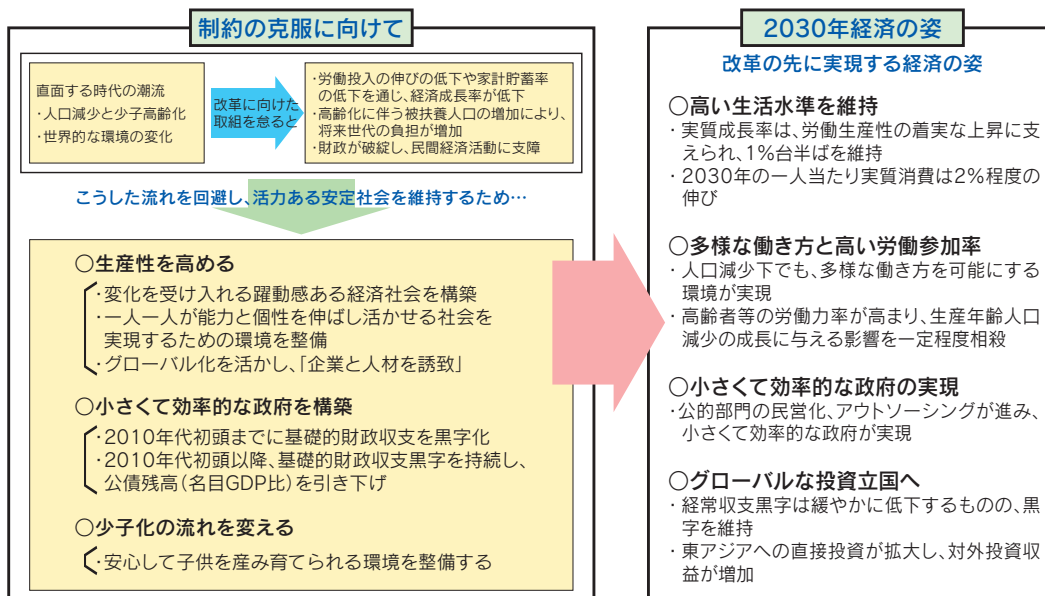 制約の克服に向けて
直面する時代の潮流
・人口減少と少子高齢化
・世界的な環境の変化
改革に向けた
取組を怠ると
・労働投入の伸びの低下や家計貯蓄率
の低下を通じ、経済成長率が低下
・高齢化に伴う被扶養人口の増加により、
将来世代の負担が増加
・財政が破綻し、民間経済活動に支障
こうした流れを回避し、活力ある安定社会を維持するため…
○生産性を高める
・変化を受け入れる躍動感ある経済社会を構築
・一人一人が能力と個性を伸ばし活かせる社会を
実現するための環境を整備
・グローバル化を活かし、「企業と人材を誘致」
○小さくて効率的な政府を構築
・2010年代初頭までに基礎的財政収支を黒字化
・2010年代初頭以降、基礎的財政収支黒字を持続し、
公債残高(名目GDP比)を引き下げ
○少子化の流れを変える
・安心して子供を産み育てられる環境を整備する
2030年経済の姿
改革の先に実現する経済の姿
○高い生活水準を維持
・実質成長率は、労働生産性の着実な上昇に支
えられ、1%台半ばを維持
・2030年の一人当たり実質消費は2%程度の
伸び
○多様な働き方と高い労働参加率
・人口減少下でも、多様な働き方を可能にする
環境が実現
・高齢者等の労働力率が高まり、生産年齢人口
減少の成長に与える影響を一定程度相殺
○小さくて効率的な政府の実現
・公的部門の民営化、アウトソーシングが進み、
小さくて効率的な政府が実現
○グローバルな投資立国へ
・経常収支黒字は緩やかに低下するものの、黒
字を維持
・東アジアへの直接投資が拡大し、対外投資収
益が増加